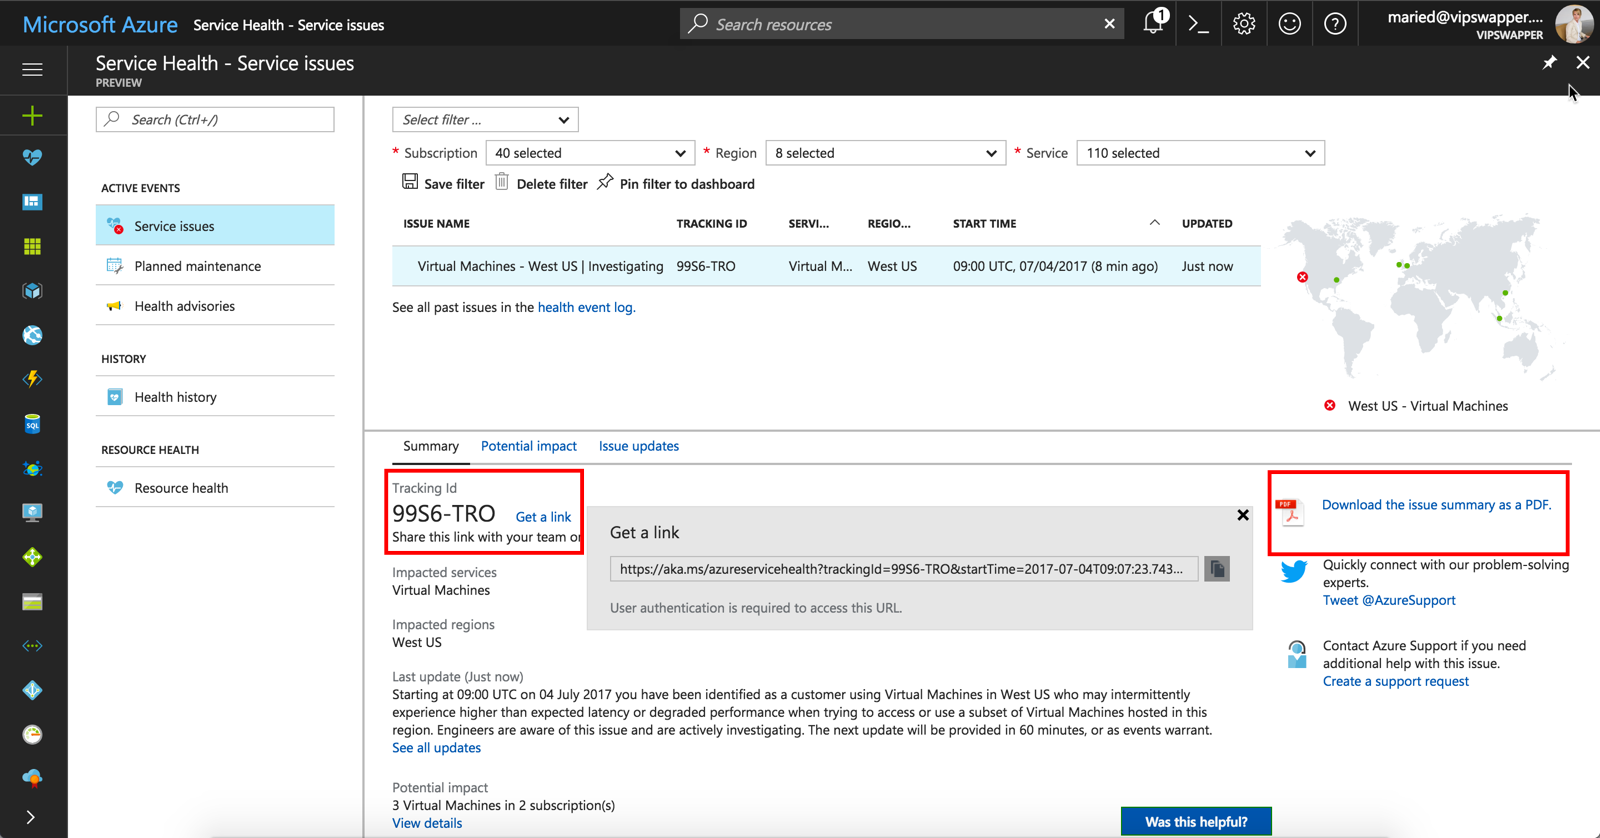 Microsoft Azure
Service Health - Service issues
Search resources
1
maried@vipswapper....
VIPSWAPPER
Service Health - Service issues
PREVIEW
Search (Ctrl+/)
ACTIVE EVENTS
Service issues
Planned maintenance
Health advisories
HISTORY
Health history
RESOURCE HEALTH
Resource health
SQL
Select filter ...
* Subscription 40 selected * Region 8 selected * Service 110 selected
Save filter Delete filter Pin filter to dashboard
ISSUE NAME TRACKING ID SERVI... REGIO... START TIME UPDATED
Virtual Machines - West US | Investigating 99S6-TRO Virtual M... West US 09:00 UTC, 07/04/2017 (8 min ago) Just now
See all past issues in the health event log.
West US - Virtual Machines
Summary Potential impact Issue updates
Tracking Id
99S6-TRO Get a link
Share this link with your team or
Get a link
https://aka.ms/azureservicehealth?trackingId=99S6-TRO&startTime=2017-07-04T09:07:23.743...
User authentication is required to access this URL.
Impacted services
Virtual Machines
Impacted regions
West US
Last update (Just now)
Starting at 09:00 UTC on 04 July 2017 you have been identified as a customer using Virtual Machines in West US who may intermittently
experience higher than expected latency or degraded performance when trying to access or use a subset of Virtual Machines hosted in this
region. Engineers are aware of this issue and are actively investigating. The next update will be provided in 60 minutes, or as events warrant.
See all updates
Potential impact
3 Virtual Machines in 2 subscription(s)
View details
PDF
Download the issue summary as a PDF.
Quickly connect with our problem-solving
experts.
Tweet @AzureSupport
Contact Azure Support if you need
additional help with this issue.
Create a support request
Was this helpful?